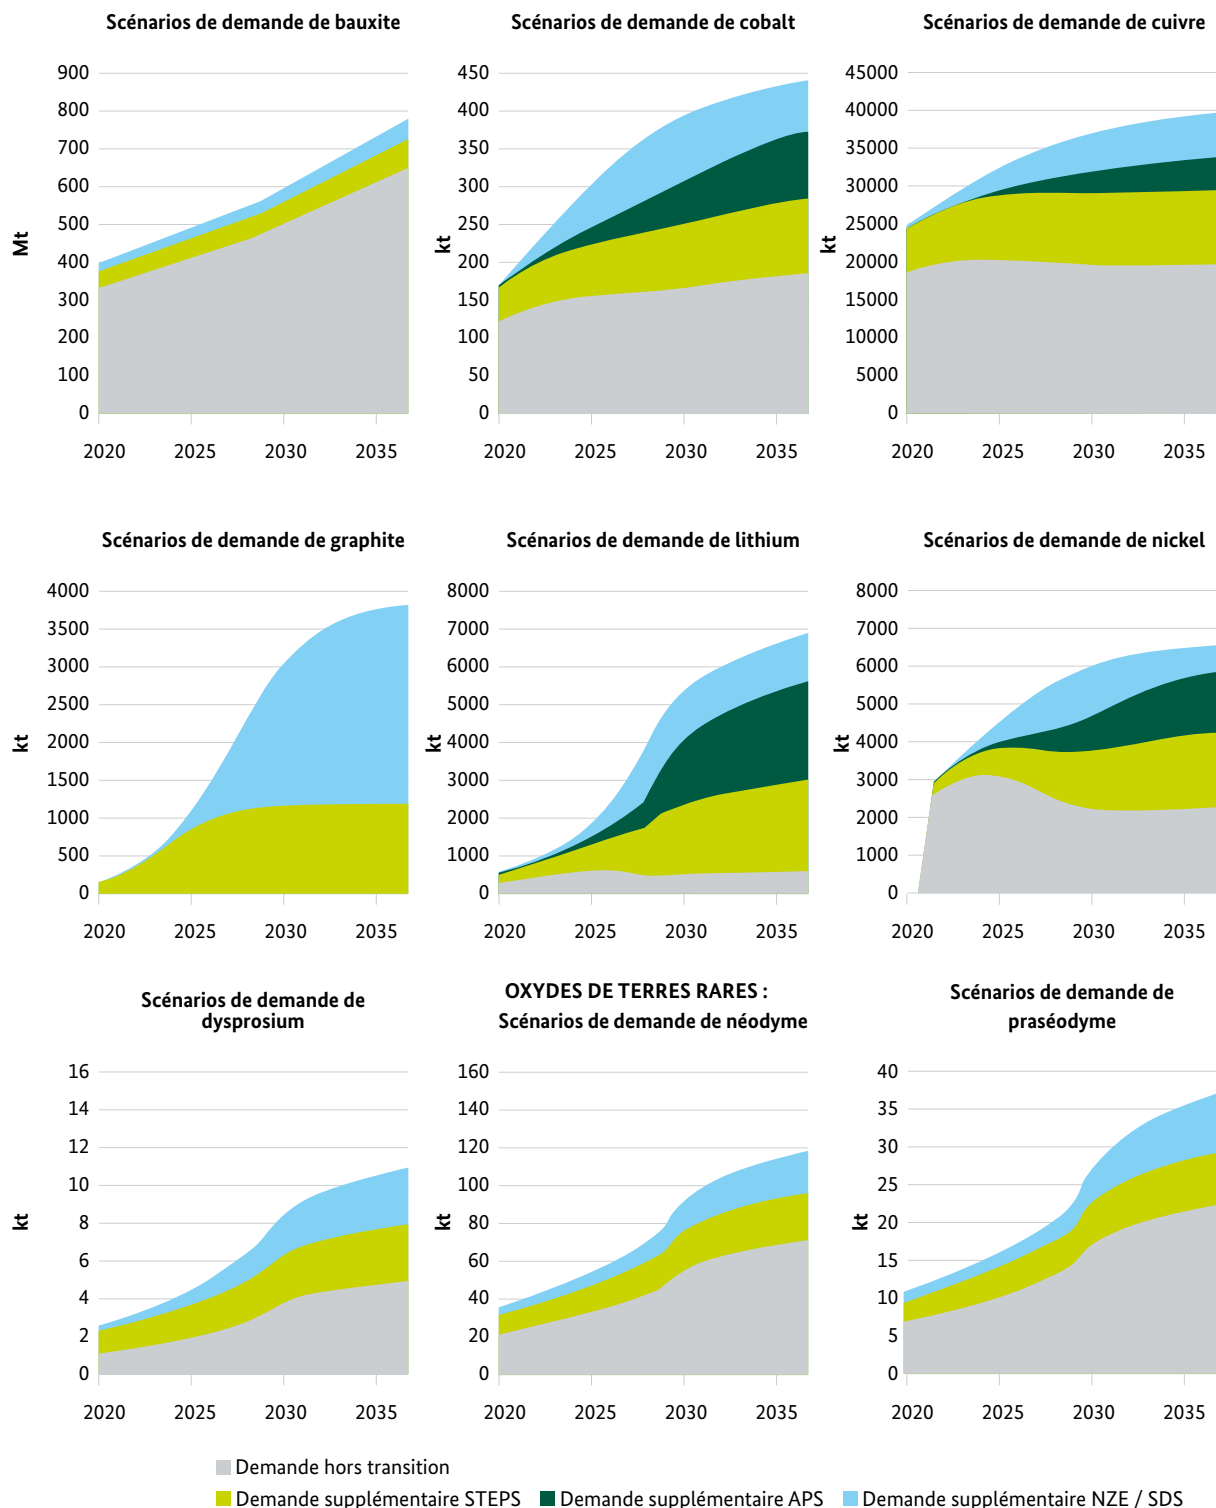 Scénarios de demande de bauxite
900
800
700
600
500
400
300
200
100
0
Mt
2020 2025 2030 2035
Scénarios de demande de cobalt
450
400
350
300
250
200
150
100
50
0
kt
2020 2025 2030 2035
Scénarios de demande de cuivre
45000
40000
35000
30000
25000
20000
15000
10000
5000
0
kt
2020 2025 2030 2035
Scénarios de demande de graphite
4000
3500
3000
2500
2000
1500
1000
500
0
kt
2020 2025 2030 2035
Scénarios de demande de lithium
8000
7000
6000
5000
4000
3000
2000
1000
0
kt
2020 2025 2030 2035
Scénarios de demande de nickel
8000
7000
6000
5000
4000
3000
2000
1000
0
kt
2020 2025 2030 2035
Scénarios de demande de
dysprosium
16
14
12
10
8
6
4
2
0
kt
2020 2025 2030 2035
OXYDES DE TERRES RARES :
Scénarios de demande de néodyme
160
140
120
100
80
60
40
20
0
kt
2020 2025 2030 2035
Scénarios de demande de
praséodyme
40
35
30
25
20
15
10
5
0
kt
2020 2025 2030 2035
Demande hors transition
Demande supplémentaire STEPS Demande supplémentaire APS Demande supplémentaire NZE / SDS